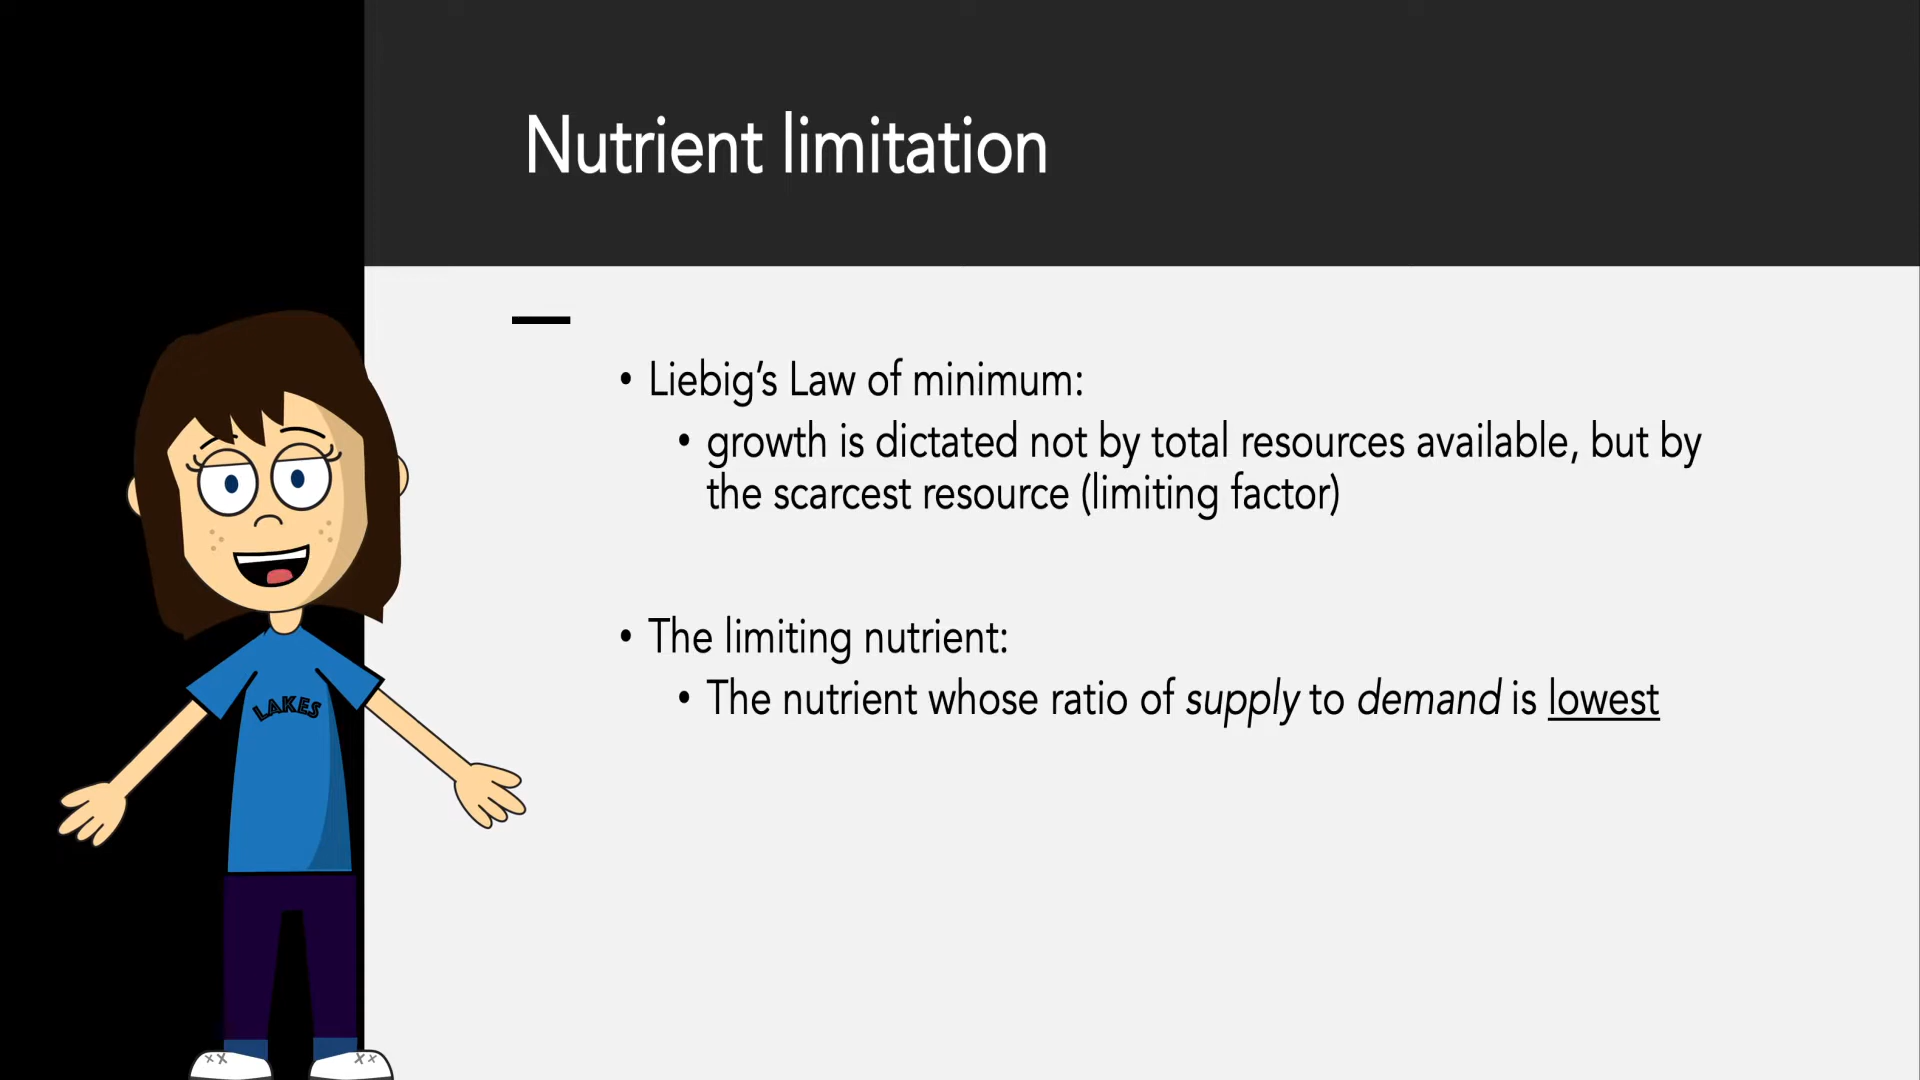 Nutrient limitation
• Liebig’s Law of minimum:
• growth is dictated not by total resources available, but by
the scarcest resource (limiting factor)
• The limiting nutrient:
• The nutrient whose ratio of supply to demand is lowest
LAKES